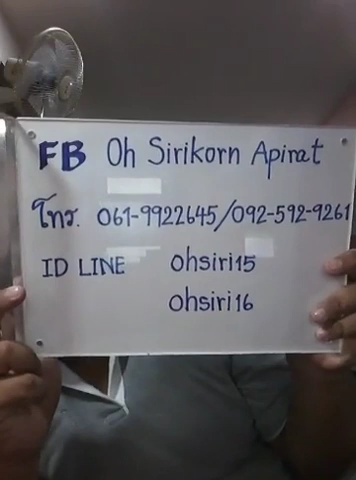 FB Oh Sirikorn Apirat
โทร. 061-9922645/092-592-9261
ID LINE ohsiri15
ohsiri16